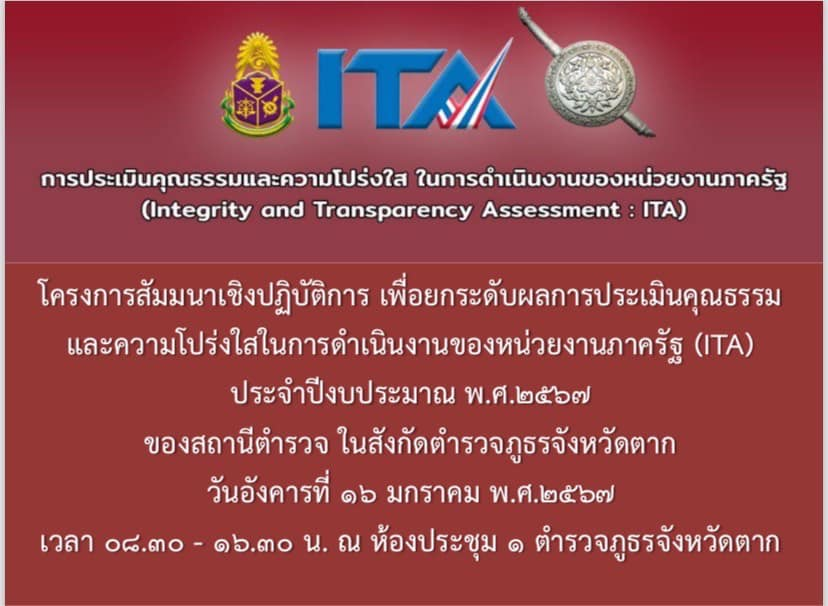 ITA
การประเมินคุณธรรมและความโปร่งใส ในการดำเนินงานของหน่วยงานภาครัฐ
(Integrity and Transparency Assessment : ITA)
โครงการสัมมนาเชิงปฏิบัติการ เพื่อยกระดับผลการประเมินคุณธรรม
และความโปร่งใสในการดำเนินงานของหน่วยงานภาครัฐ (ITA)
ประจำปีงบประมาณ พ.ศ.๒๕๖๗
ของสถานีตำรวจ ในสังกัดตำรวจภูธรจังหวัดตาก
วันอังคารที่ ๑๖ มกราคม พ.ศ.๒๕๖๗
เวลา ๐๘.๓๐ - ๑๖.๓๐ น. ณ ห้องประชุม ๑ ตำรวจภูธรจังหวัดตาก